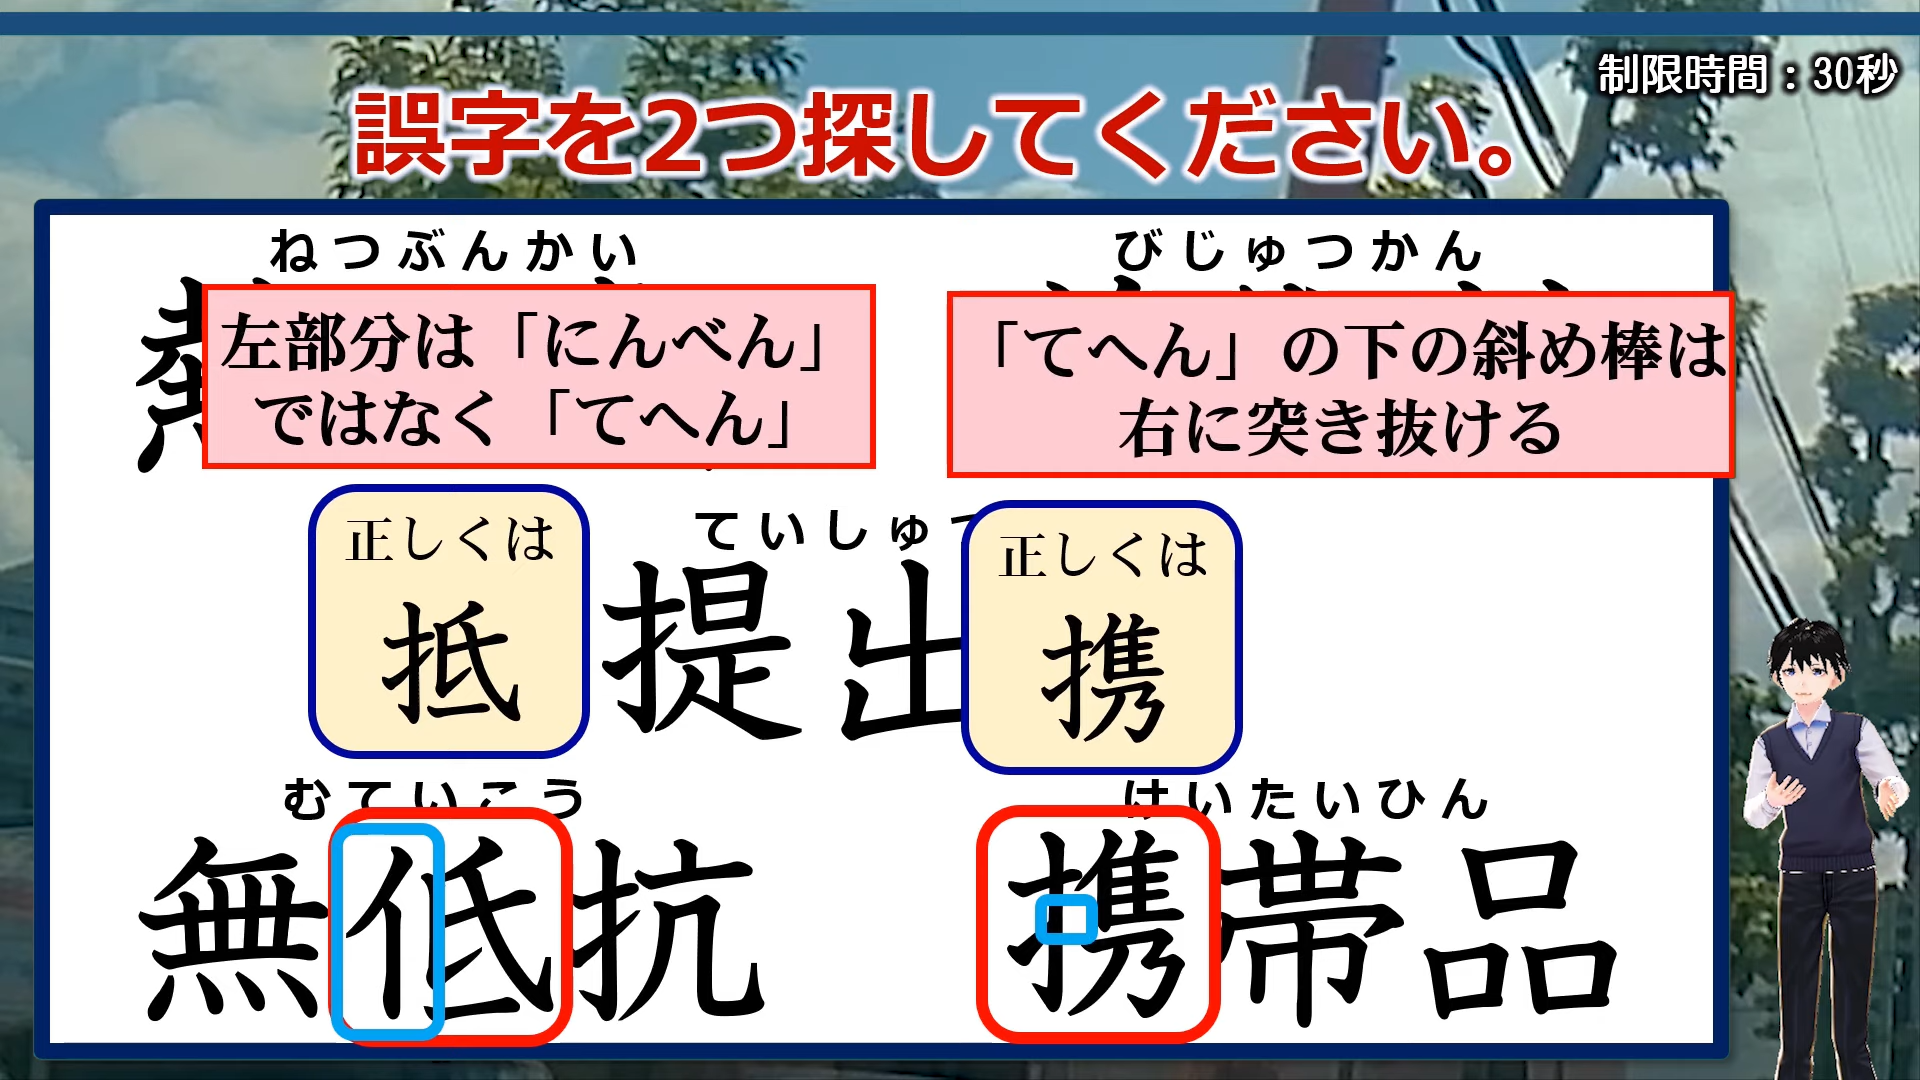 制限時間：30秒
誤字を2つ探してください。
ねつぶんかい
びじゅつかん
左部分は「にんべん」
ではなく「てへん」
「てへん」の下の斜め棒は
右に突き抜ける
正しくは
抵
ていしゅ
提出
正しくは
携
むていこう
無低抗
けいたいひん
携帯品